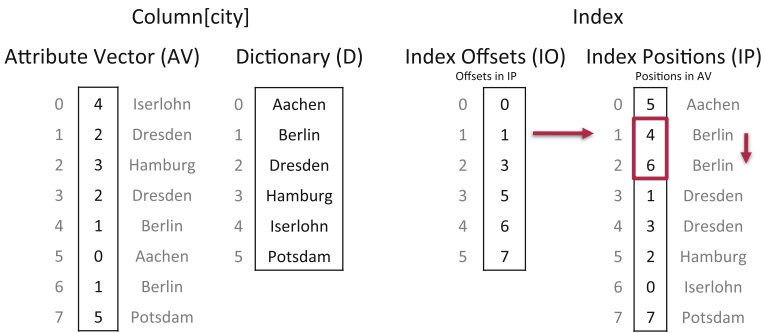 Column[city] Index
Attribute Vector (AV) Dictionary (D) Index Offsets (IO) Index Positions (IP)
Offsets in IP Positions in AV
0 4 Iserlohn 0 Aachen 0 0 0 5 Aachen
1 2 Dresden 1 Berlin 1 1 1 4 Berlin
2 3 Hamburg 2 Dresden 2 3 2 6 Berlin
3 2 Dresden 3 Hamburg 3 5 3 1 Dresden
4 1 Berlin 4 Iserlohn 4 6 4 3 Dresden
5 0 Aachen 5 Potsdam 5 7 5 2 Hamburg
6 1 Berlin 6 0 Iserlohn
7 5 Potsdam 7 7 Potsdam